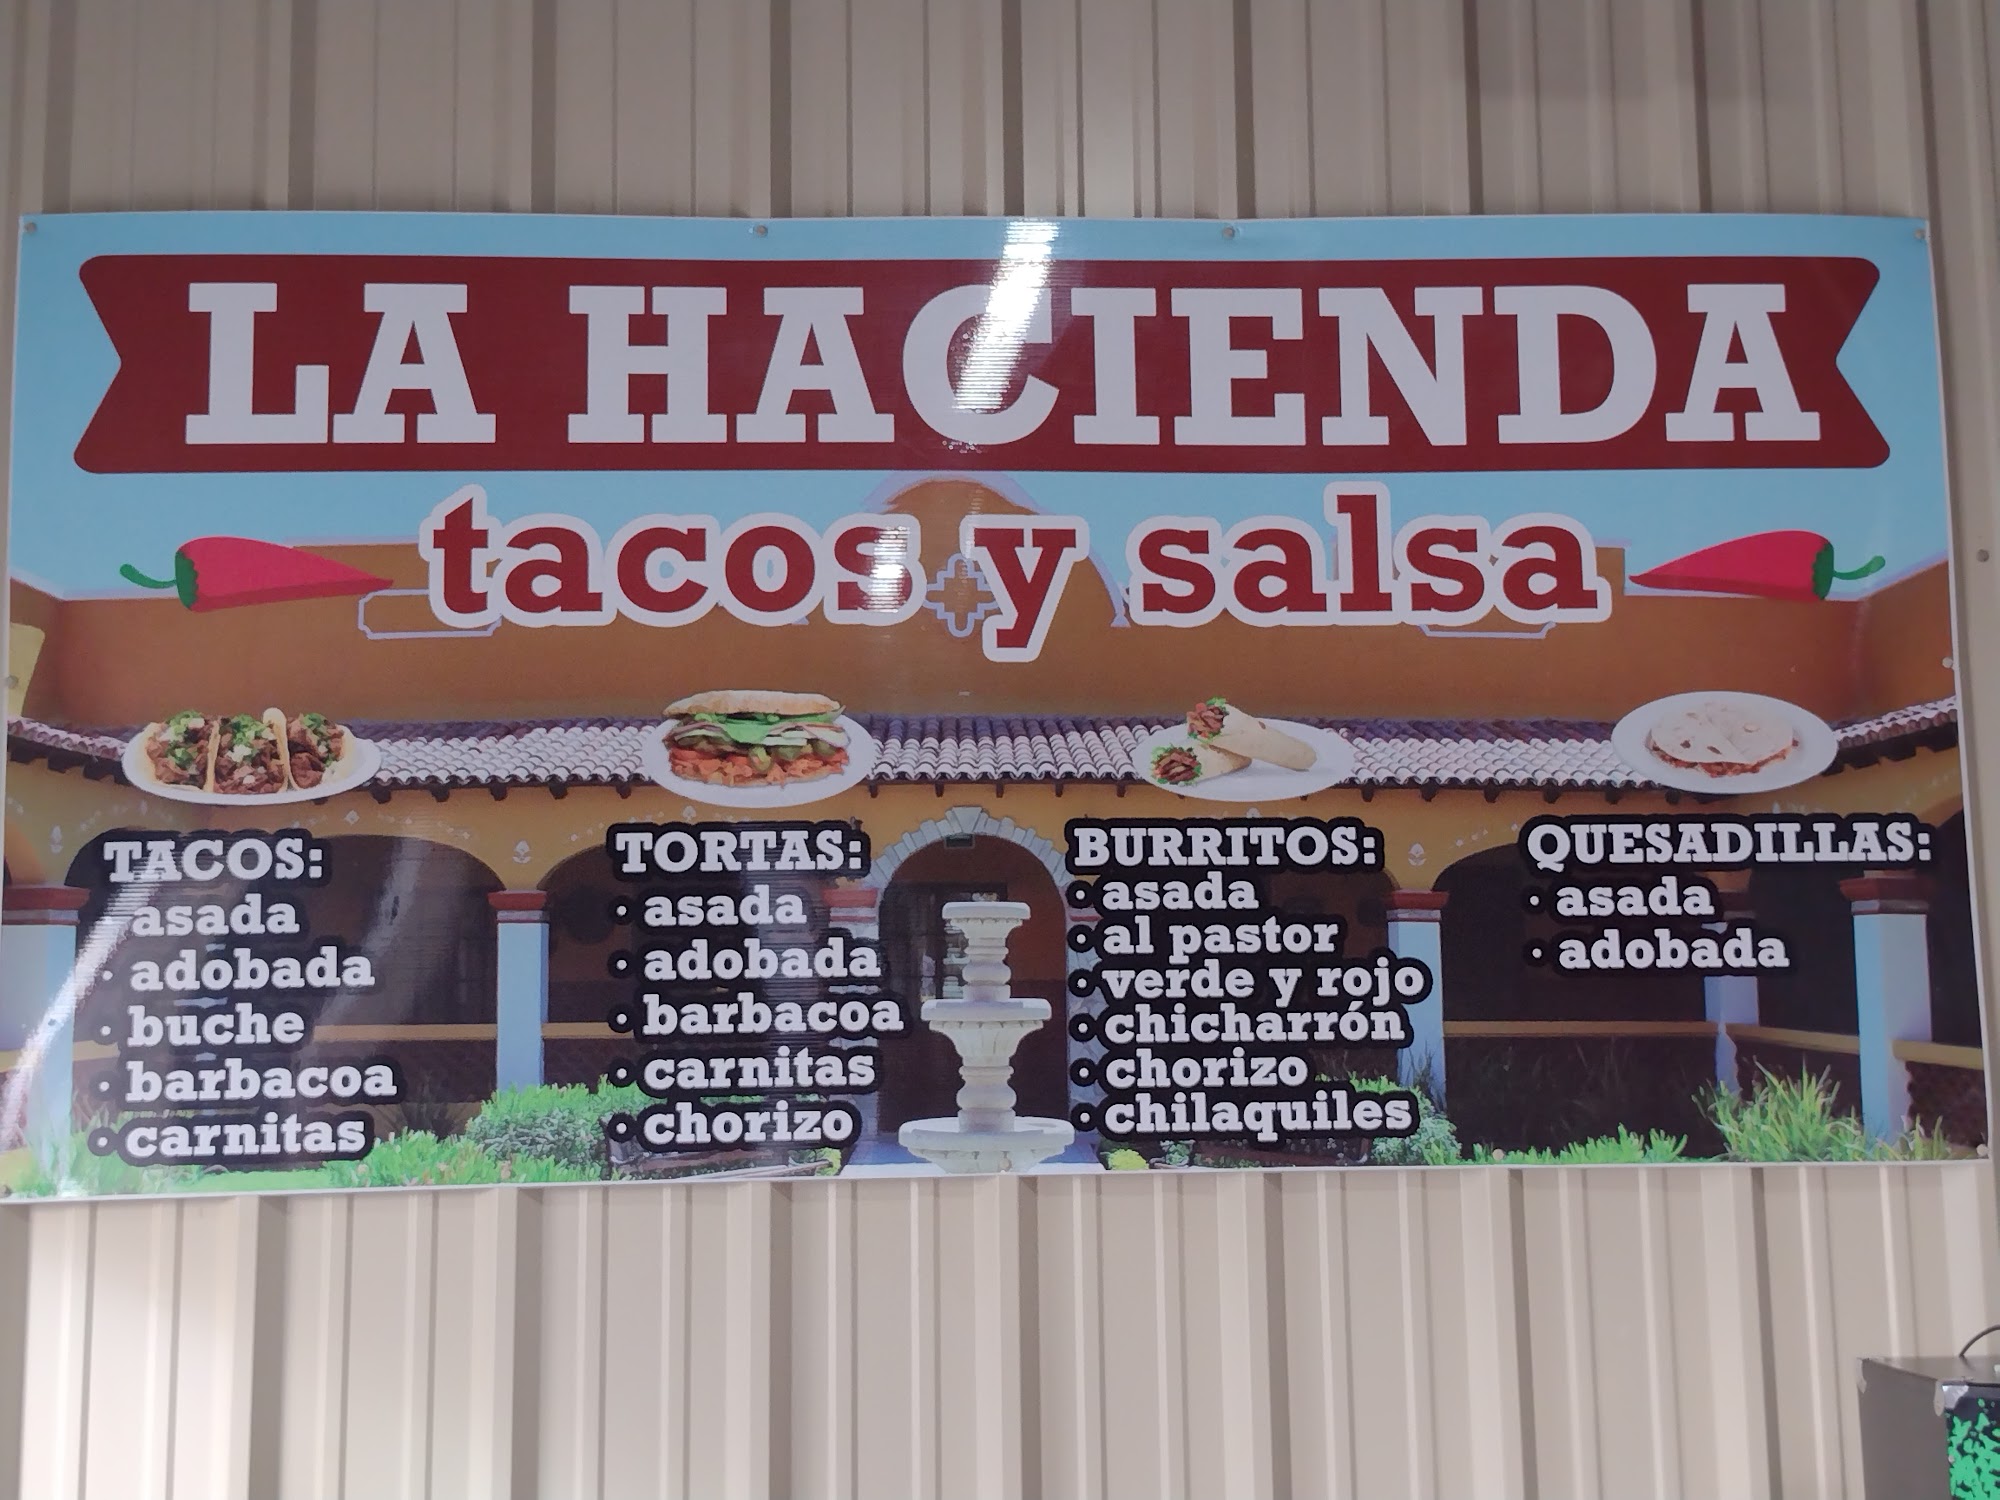 LA HACIENDA
tacos y salsa
TACOS:
asada
• adobada
• buche
• barbacoa
• carnitas
TORTAS:
• asada
• adobada
• barbacoa
• carnitas
• chorizo
BURRITOS:
• asada
• al pastor
• verde y rojo
• chicharrón
• chorizo
• chilaquiles
QUESADILLAS:
• asada
• adobada